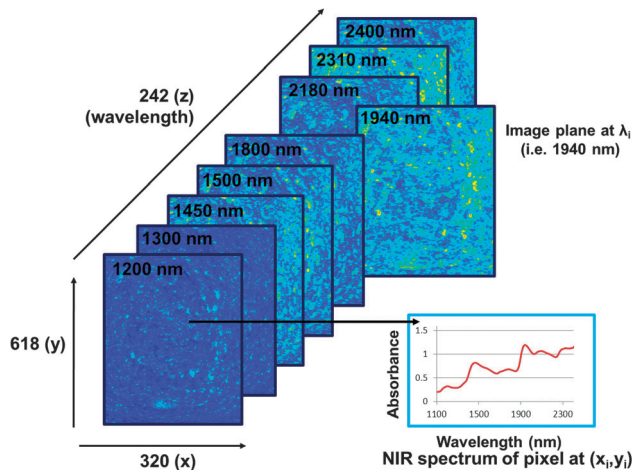 2400 nm
2310 nm
2180 nm
1940 nm
1800 nm
1500 nm
1450 nm
1300 nm
1200 nm
242 (z)
(wavelength)
Image plane at λi
(i.e. 1940 nm)
618 (y)
320 (x)
Absorbance
1.5
1
0.5
0
1100 1500 1900 2300
Wavelength (nm)
NIR spectrum of pixel at (xi,yi)